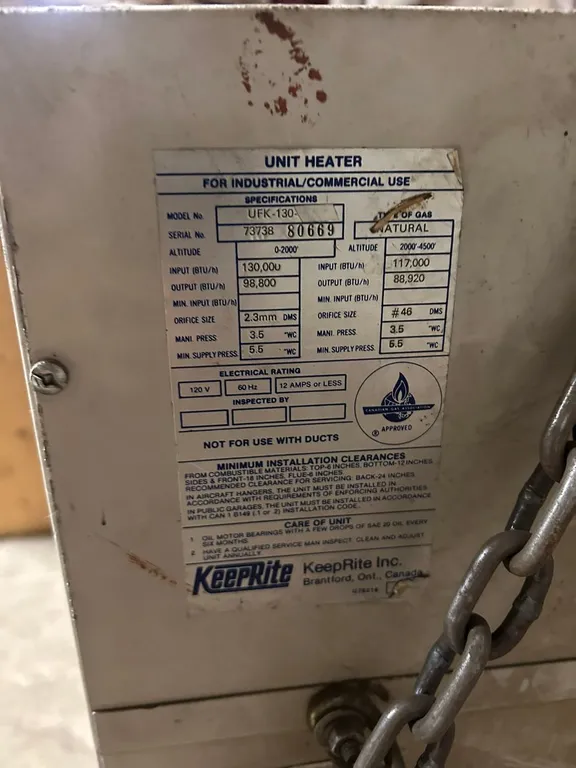 UNIT HEATER
FOR INDUSTRIAL/COMMERCIAL USE
SPECIFICATIONS
MODEL No. UFK-130- TYPE OF GAS
SERIAL No. 73738 80669 NATURAL
ALTITUDE 0-2000' ALTITUDE 2000'-4500'
INPUT (BTU/h) 130,000 INPUT (BTU/h) 117,000
OUTPUT (BTU/h) 98,800 OUTPUT (BTU/h) 88,920
MIN. INPUT (BTU/h) MIN. INPUT (BTU/h)
ORIFICE SIZE 2.3mm DMS ORIFICE SIZE #46 DMS
MANI. PRESS 3.5 "WC MANI. PRESS 3.5 "WC
MIN. SUPPLY PRESS. 5.5 "WC MIN. SUPPLY PRESS. 5.5 "WC
ELECTRICAL RATING
120 V 60 Hz 12 AMPS or LESS
INSPECTED BY
CANADIAN GAS ASSOCIATION
® APPROVED
NOT FOR USE WITH DUCTS
MINIMUM INSTALLATION CLEARANCES
FROM COMBUSTIBLE MATERIALS: TOP-6 INCHES, BOTTOM-12 INCHES
SIDES & FRONT-18 INCHES, FLUE-6 INCHES.
RECOMMENDED CLEARANCE FOR SERVICING: BACK-24 INCHES
IN AIRCRAFT HANGERS, THE UNIT MUST BE INSTALLED IN
ACCORDANCE WITH REQUIREMENTS OF ENFORCING AUTHORITIES
IN PUBLIC GARAGES, THE UNIT MUST BE INSTALLED IN ACCORDANCE
WITH CAN 1 B149 (.1 or .2) INSTALLATION CODE.
CARE OF UNIT
1 OIL MOTOR BEARINGS WITH A FEW DROPS OF SAE 20 OIL EVERY
SIX MONTHS
2 HAVE A QUALIFIED SERVICE MAN INSPECT, CLEAN AND ADJUST
UNIT ANNUALLY.
KeepRite KeepRite Inc.
Brantford, Ont., Canada